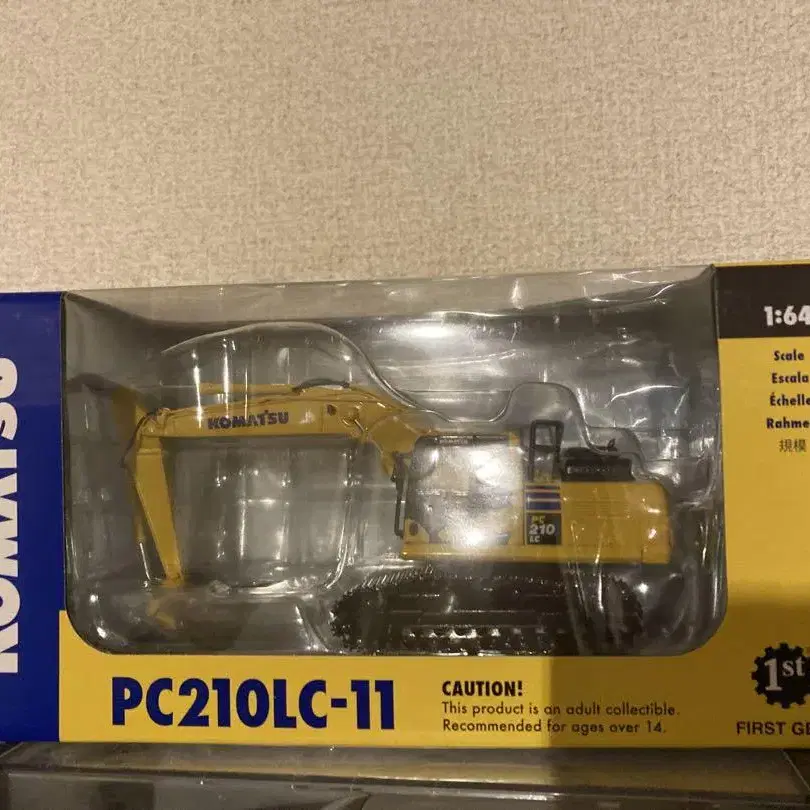 KOMATSU
1:64
Scale
Escala
Échelle
Rahme
規模
KOMATSU
PC
210
LC
PC210LC-11
CAUTION!
This product is an adult collectible.
Recommended for ages over 14.
1st
FIRST GE